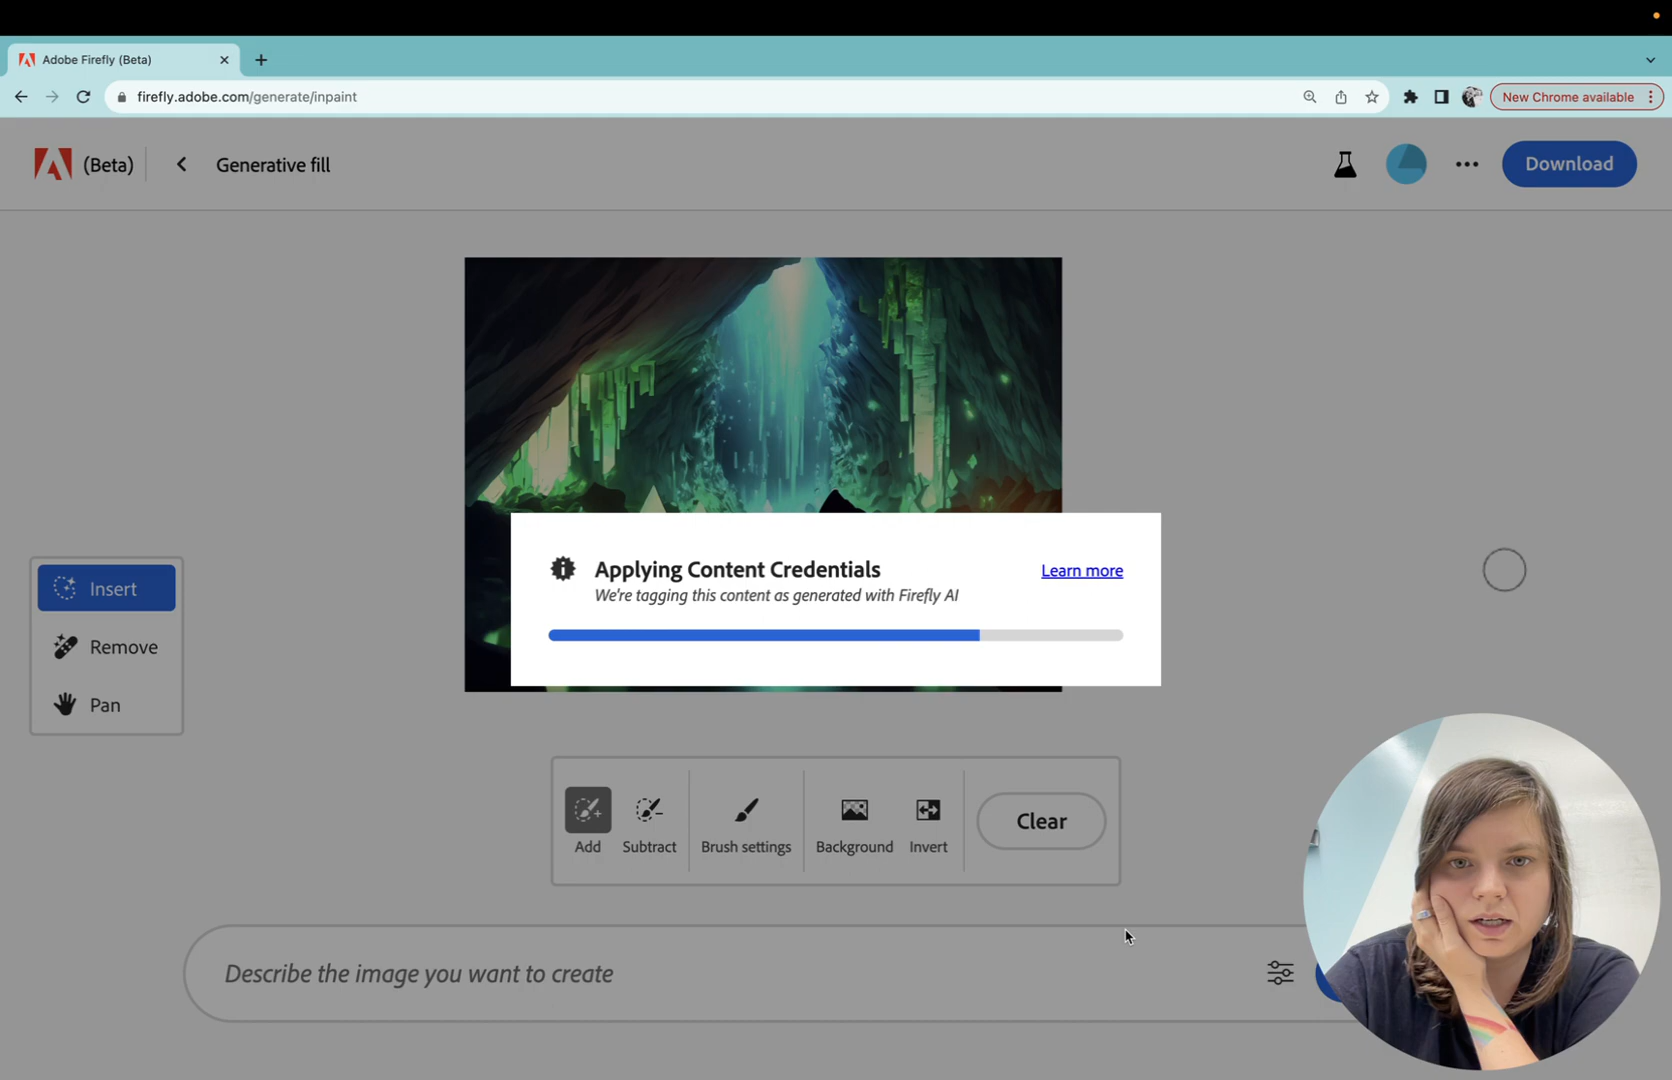 Adobe Firefly (Beta)
firefly.adobe.com/generate/inpaint
New Chrome available
(Beta)
Generative fill
Download
Applying Content Credentials
Learn more
We're tagging this content as generated with Firefly AI
Insert
Remove
Pan
Add
Subtract
Brush settings
Background
Invert
Clear
Describe the image you want to create